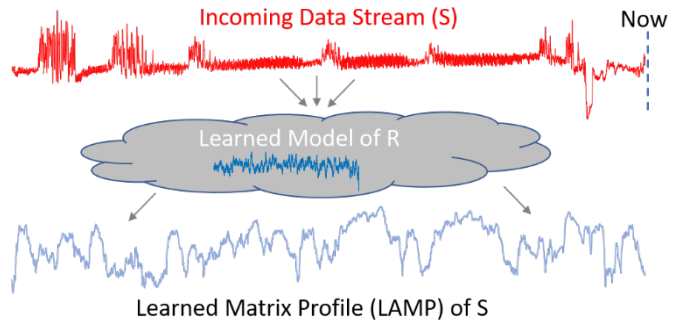 Incoming Data Stream (S)
Now
Learned Model of R
Learned Matrix Profile (LAMP) of S